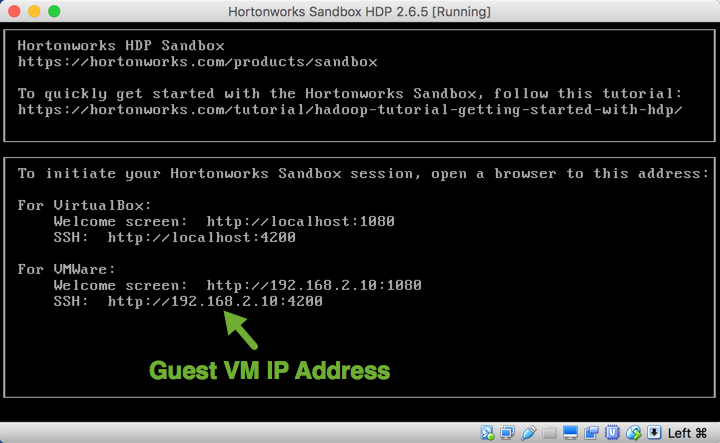 Hortonworks Sandbox HDP 2.6.5 [Running]
Hortonworks HDP Sandbox
https://hortonworks.com/products/sandbox
To quickly get started with the Hortonworks Sandbox, follow this tutorial:
https://hortonworks.com/tutorial/hadoop-tutorial-getting-started-with-hdp/
To initiate your Hortonworks Sandbox session, open a browser to this address:
For VirtualBox:
Welcome screen: http://localhost:1080
SSH: http://localhost:4200
For VMWare:
Welcome screen: http://192.168.2.10:1080
SSH: http://192.168.2.10:4200
Guest VM IP Address
Left ⌘